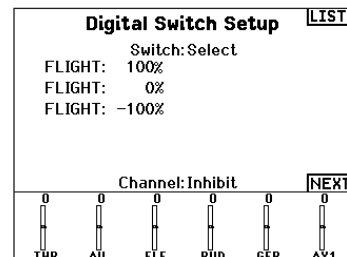 Digital Switch Setup LIST
Switch: Select
FLIGHT: 100%
FLIGHT: 0%
FLIGHT: -100%
Channel: Inhibit NEXT
0 0 0 0 0 0
THR AIL ELE RUD GER AX1